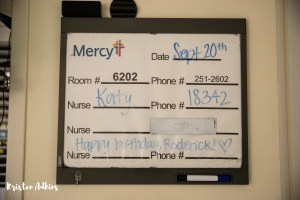 Mercy
Date Sept 20th
Room # 6202 Phone # 251-2602
Nurse Katy Phone # 18342
Nurse
Happy birthday, Roderick! ♡
Nurse Phone #
Kristen Adkins